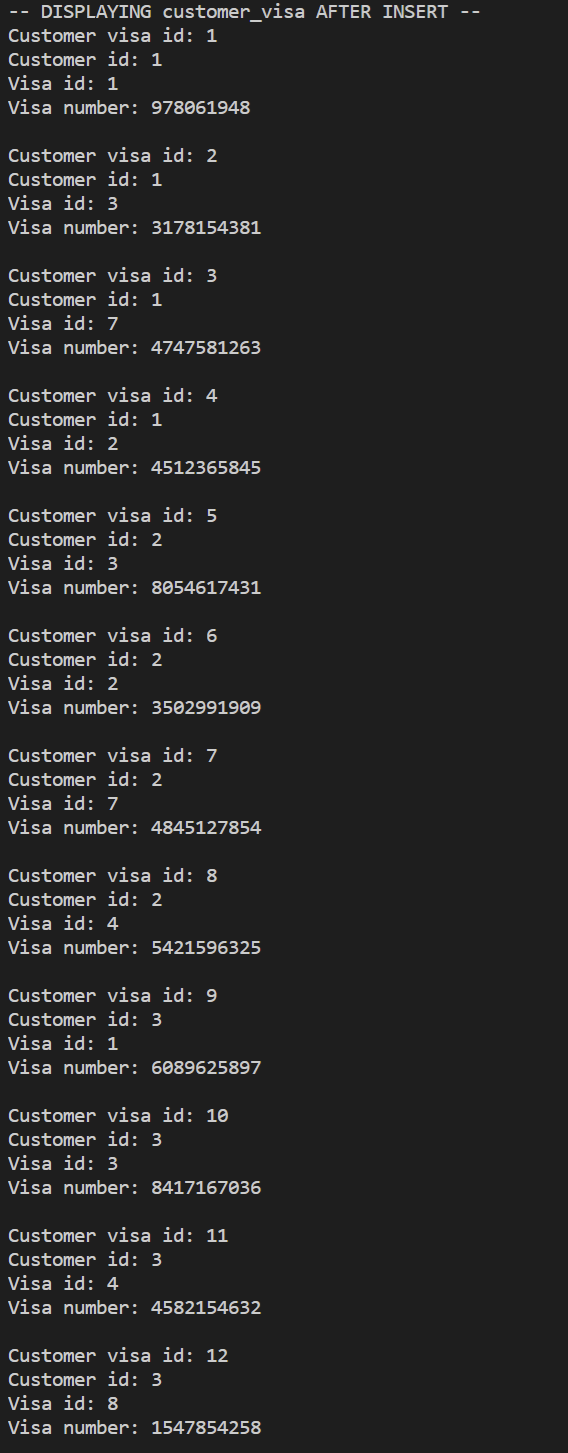 -- DISPLAYING customer_visa AFTER INSERT --
Customer visa id: 1
Customer id: 1
Visa id: 1
Visa number: 978061948

Customer visa id: 2
Customer id: 1
Visa id: 3
Visa number: 3178154381

Customer visa id: 3
Customer id: 1
Visa id: 7
Visa number: 4747581263

Customer visa id: 4
Customer id: 1
Visa id: 2
Visa number: 4512365845

Customer visa id: 5
Customer id: 2
Visa id: 3
Visa number: 8054617431

Customer visa id: 6
Customer id: 2
Visa id: 2
Visa number: 3502991909

Customer visa id: 7
Customer id: 2
Visa id: 7
Visa number: 4845127854

Customer visa id: 8
Customer id: 2
Visa id: 4
Visa number: 5421596325

Customer visa id: 9
Customer id: 3
Visa id: 1
Visa number: 6089625897

Customer visa id: 10
Customer id: 3
Visa id: 3
Visa number: 8417167036

Customer visa id: 11
Customer id: 3
Visa id: 4
Visa number: 4582154632

Customer visa id: 12
Customer id: 3
Visa id: 8
Visa number: 1547854258